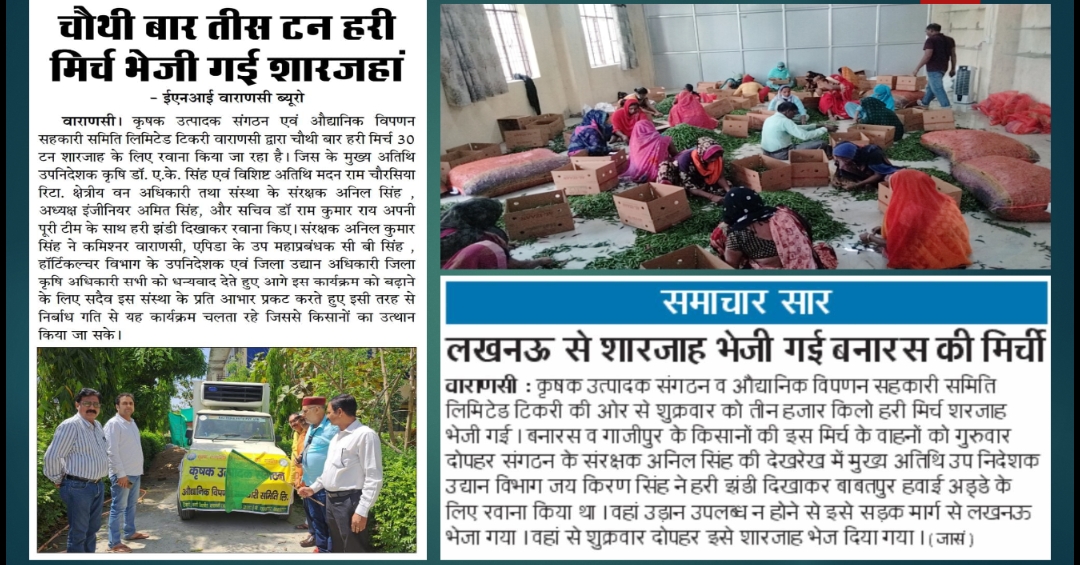 चौथी बार तीस टन हरी
मिर्च भेजी गई शारजहां
- ईएनआई वाराणसी ब्यूरो
वाराणसी। कृषक उत्पादक संगठन एवं औद्यानिक विपणन
सहकारी समिति लिमिटेड टिकरी वाराणसी द्वारा चौथी बार हरी मिर्च 30
टन शारजाह के लिए रवाना किया जा रहा है। जिस के मुख्य अतिथि
उपनिदेशक कृषि डॉ. ए.के. सिंह एवं विशिष्ट अतिथि मदन राम चौरसिया
रिटा. क्षेत्रीय वन अधिकारी तथा संस्था के संरक्षक अनिल सिंह ,
अध्यक्ष इंजीनियर अमित सिंह, और सचिव डॉ राम कुमार राय अपनी
पूरी टीम के साथ हरी झंडी दिखाकर रवाना किए। संरक्षक अनिल कुमार
सिंह ने कमिश्नर वाराणसी, एपिडा के उप महाप्रबंधक सी बी सिंह ,
हॉर्टिकल्चर विभाग के उपनिदेशक एवं जिला उद्यान अधिकारी जिला
कृषि अधिकारी सभी को धन्यवाद देते हुए आगे इस कार्यक्रम को बढ़ाने
के लिए सदैव इस संस्था के प्रति आभार प्रकट करते हुए इसी तरह से
निर्बाध गति से यह कार्यक्रम चलता रहे जिससे किसानों का उत्थान
किया जा सके।
कृषक
औद्यानिक समिति लि.
समाचार सार
लखनऊ से शारजाह भेजी गई बनारस की मिर्ची
वाराणसी : कृषक उत्पादक संगठन व औद्यानिक विपणन सहकारी समिति
लिमिटेड टिकरी की ओर से शुक्रवार को तीन हजार किलो हरी मिर्च शरजाह
भेजी गई । बनारस व गाजीपुर के किसानों की इस मिर्च के वाहनों को गुरुवार
दोपहर संगठन के संरक्षक अनिल सिंह की देखरेख में मुख्य अतिथि उप निदेशक
उद्यान विभाग जय किरण सिंह ने हरी झंडी दिखाकर बाबतपुर हवाई अड्डे के
लिए रवाना किया था । वहां उड़ान उपलब्ध न होने से इसे सड़क मार्ग से लखनऊ
भेजा गया । वहां से शुक्रवार दोपहर इसे शारजाह भेज दिया गया । (जासं)